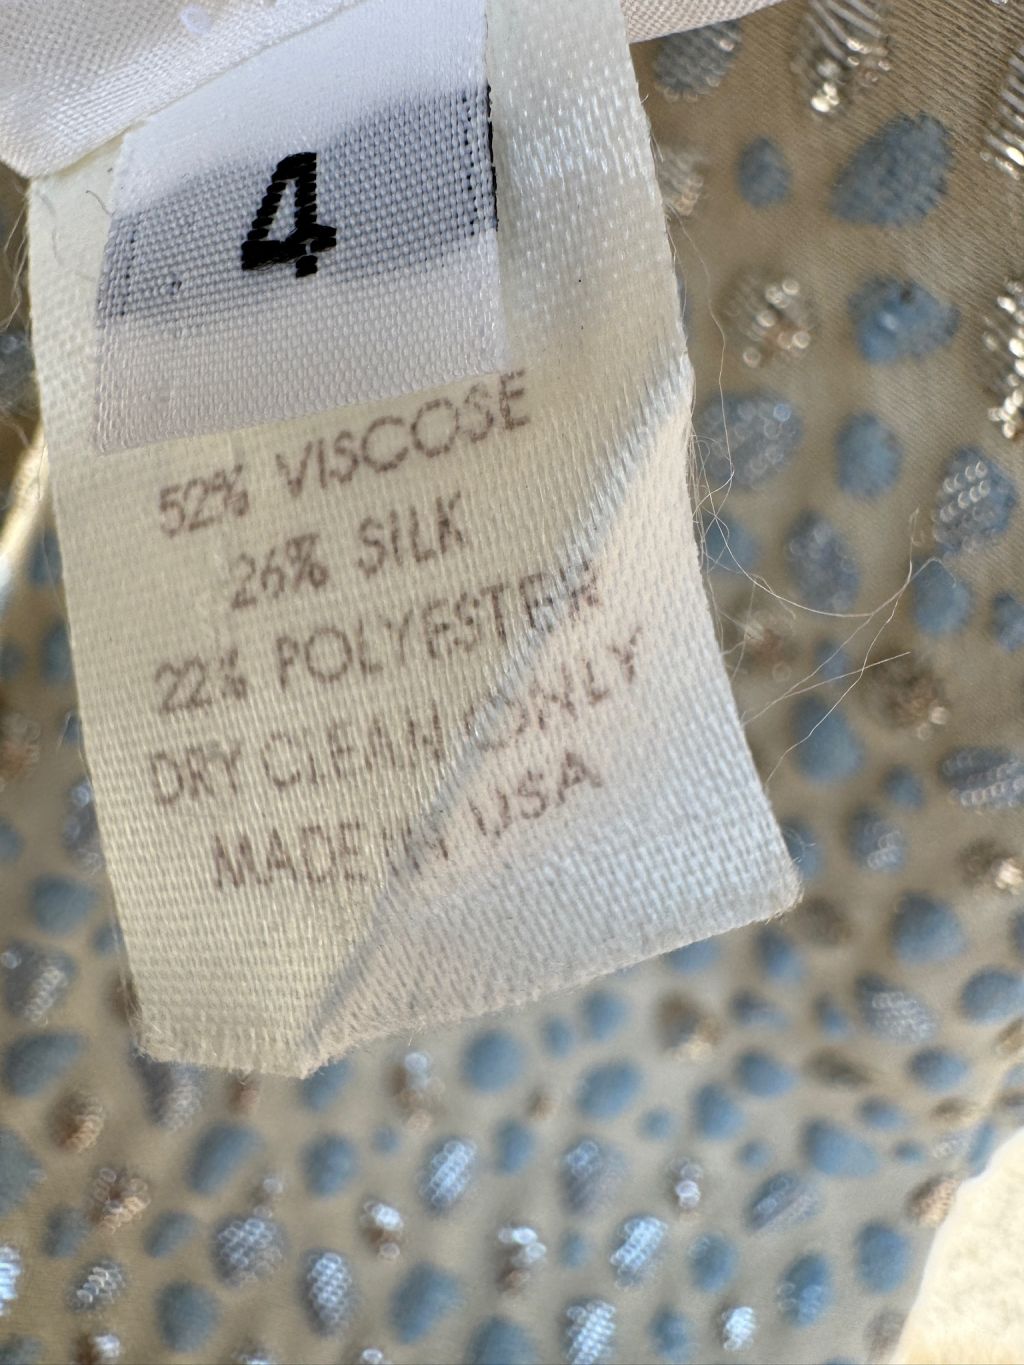 4
52% VISCOSE
26% SILK
22% POLYESTER
DRY CLEAN ONLY
MADE IN USA